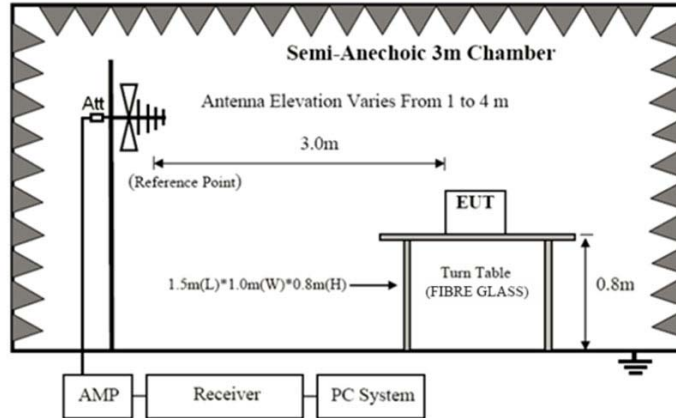 Semi-Anechoic 3m Chamber
Att
Antenna Elevation Varies From 1 to 4 m
3.0m
(Reference Point)
EUT
1.5m(L)*1.0m(W)*0.8m(H)
Turn Table
(FIBRE GLASS)
0.8m
AMP
Receiver
PC System